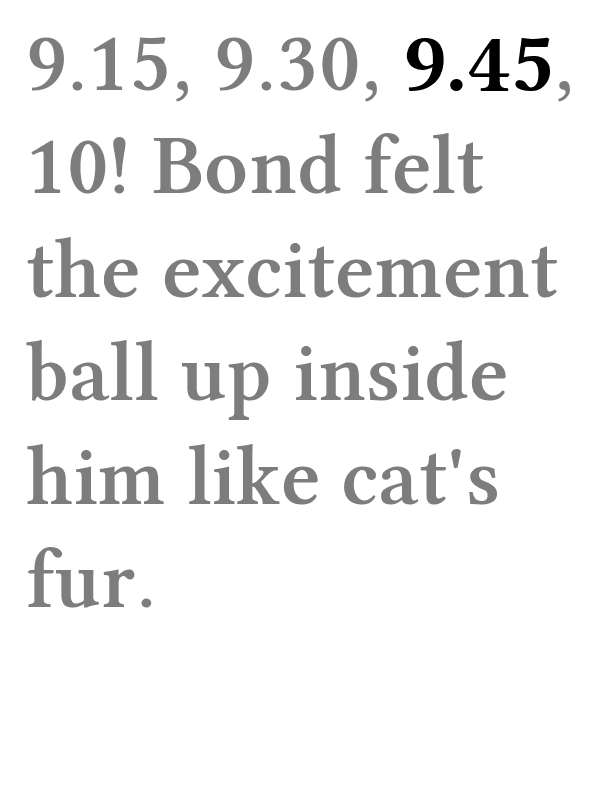 9.15, 9.30, 9.45,
10! Bond felt
the excitement
ball up inside
him like cat's
fur.